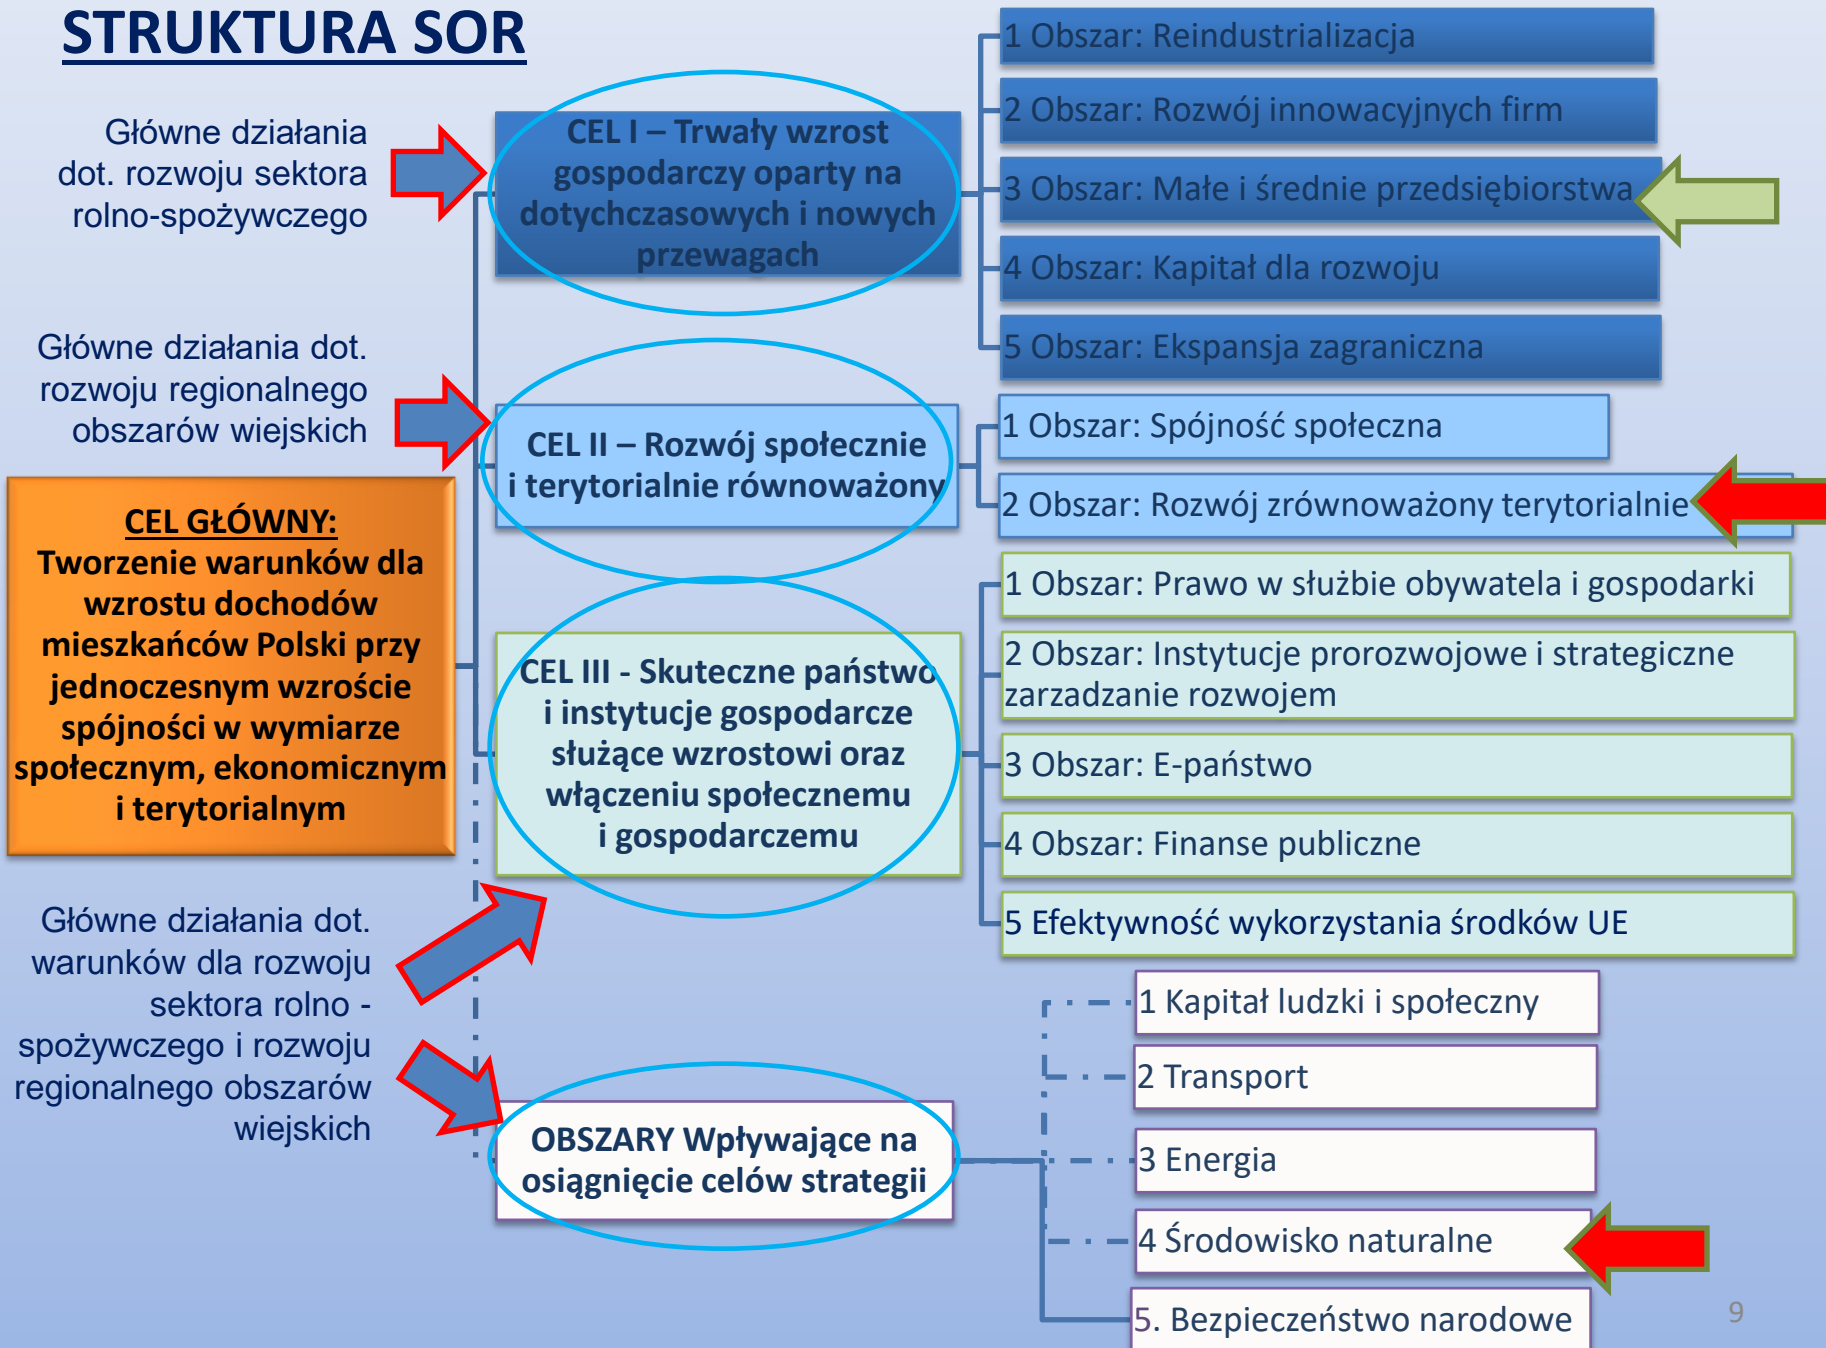 STRUKTURA SOR
Główne działania
dot. rozwoju sektora
rolno-spożywczego
Główne działania dot.
rozwoju regionalnego
obszarów wiejskich
CEL GŁÓWNY:
Tworzenie warunków dla
wzrostu dochodów
mieszkańców Polski przy
jednoczesnym wzroście
spójności w wymiarze
społecznym, ekonomicznym
i terytorialnym
Główne działania dot.
warunków dla rozwoju
sektora rolno -
spożywczego i rozwoju
regionalnego obszarów
wiejskich
CEL I – Trwały wzrost
gospodarczy oparty na
dotychczasowych i nowych
przewagach
1 Obszar: Reindustrializacja
2 Obszar: Rozwój innowacyjnych firm
3 Obszar: Małe i średnie przedsiębiorstwa
4 Obszar: Kapitał dla rozwoju
5 Obszar: Ekspansja zagraniczna
CEL II – Rozwój społecznie
i terytorialnie równoważony
1 Obszar: Spójność społeczna
2 Obszar: Rozwój zrównoważony terytorialnie
CEL III - Skuteczne państwo
i instytucje gospodarcze
służące wzrostowi oraz
włączeniu społecznemu
i gospodarczemu
1 Obszar: Prawo w służbie obywatela i gospodarki
2 Obszar: Instytucje prorozwojowe i strategiczne
zarzadzanie rozwojem
3 Obszar: E-państwo
4 Obszar: Finanse publiczne
5 Efektywność wykorzystania środków UE
OBSZARY Wpływające na
osiągnięcie celów strategii
1 Kapitał ludzki i społeczny
2 Transport
3 Energia
4 Środowisko naturalne
5. Bezpieczeństwo narodowe
9